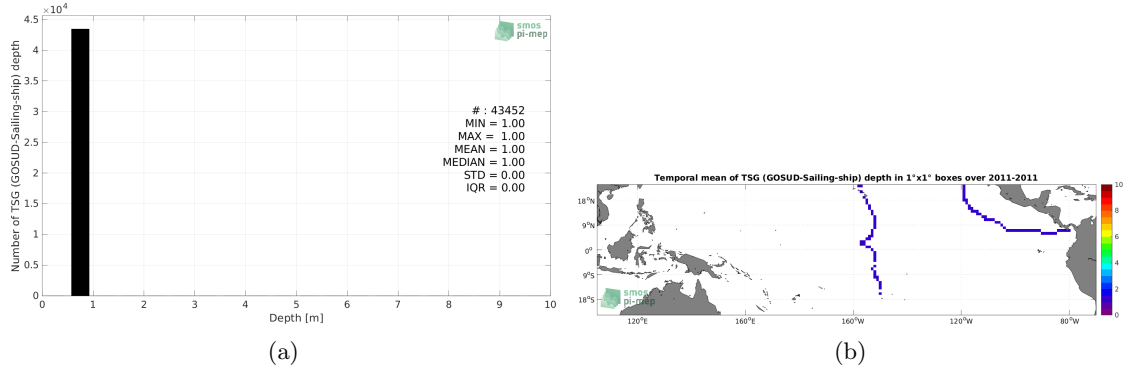 ×10⁴
4.5
4
3.5
3
2.5
2
1.5
1
0.5
0
Number of TSG (GOSUD-Sailing-ship) depth
smos
pi-mep
# : 43452
MIN = 1.00
MAX = 1.00
MEAN = 1.00
MEDIAN = 1.00
STD = 0.00
IQR = 0.00
0 1 2 3 4 5 6 7 8 9 10
Depth [m]
(a)
Temporal mean of TSG (GOSUD-Sailing-ship) depth in 1°x1° boxes over 2011-2011
18°N
9°N
0°
9°S
18°S
smos
pi-mep
120°E 160°E 160°W 120°W 80°W
10
8
6
4
2
0
(b)